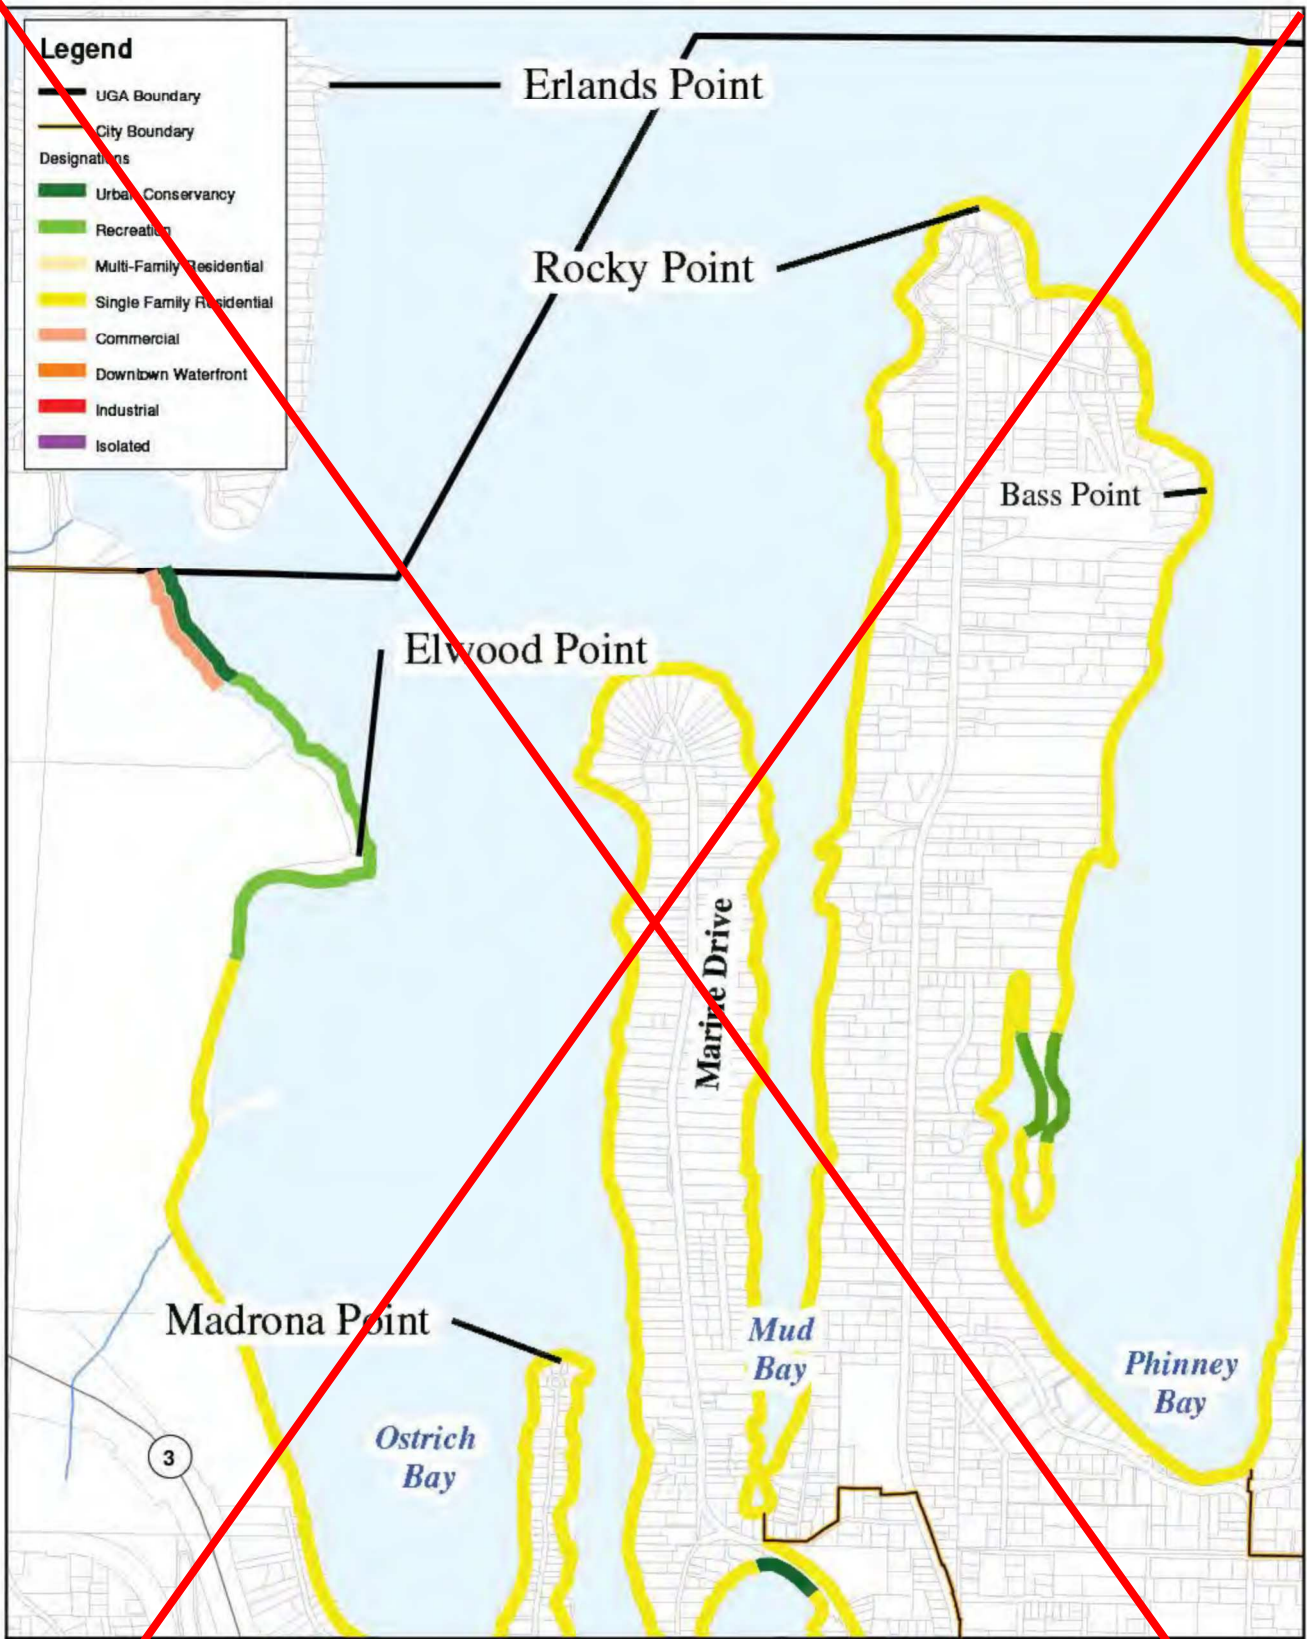 Legend
UGA Boundary
City Boundary
Designations
Urban Conservancy
Recreation
Multi-Family Residential
Single Family Residential
Commercial
Downtown Waterfront
Industrial
Isolated
Erlands Point
Rocky Point
Bass Point
Elwood Point
Marine Drive
Madrona Point
Mud
Bay
Phinney
Bay
Ostrich
Bay
3